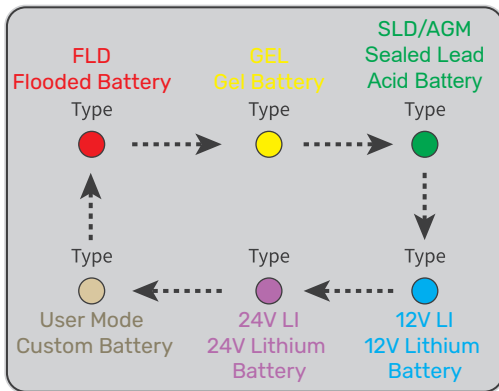 FLD
Flooded Battery
Type
GEL
Gel Battery
Type
SLD/AGM
Sealed Lead
Acid Battery
Type
Type
User Mode
Custom Battery
Type
24V LI
24V Lithium
Battery
Type
12V LI
12V Lithium
Battery